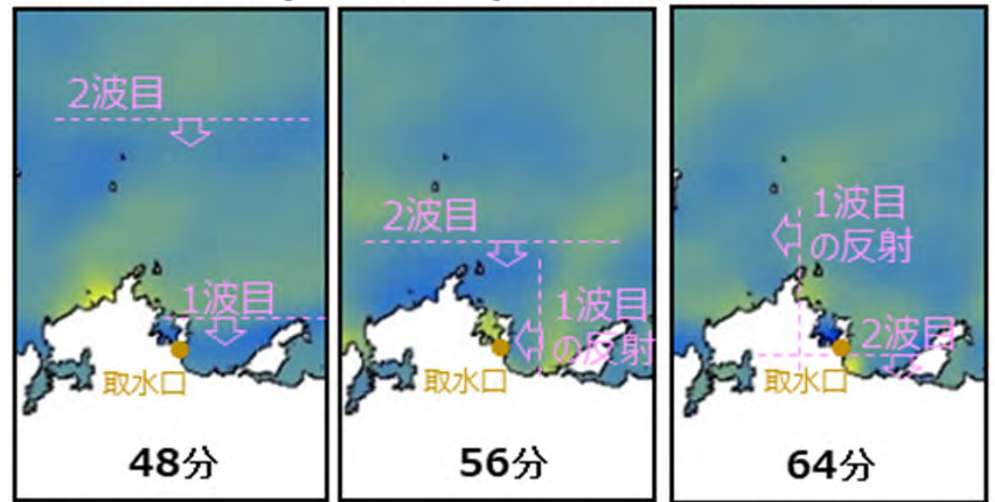 2波目
1波目
取水口
48分
2波目
1波目
の反射
取水口
56分
1波目
の反射
2波目
取水口
64分